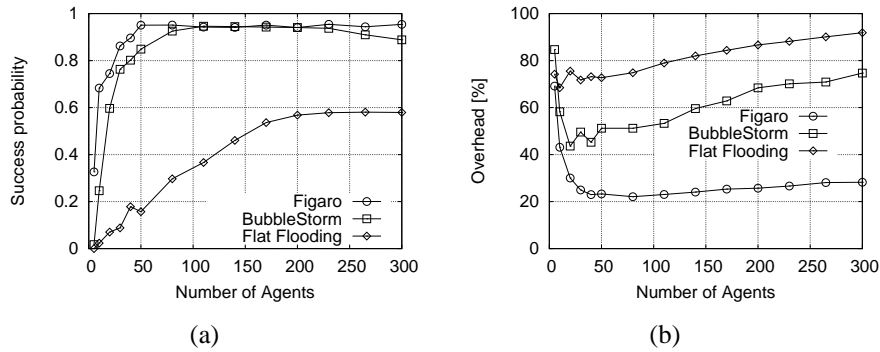 Success probability
1
0.8
0.6
0.4
0.2
0
0 50 100 150 200 250 300
Number of Agents
Figaro
BubbleStorm
Flat Flooding
(a)
Overhead [%]
100
80
60
40
20
0
0 50 100 150 200 250 300
Number of Agents
Figaro
BubbleStorm
Flat Flooding
(b)